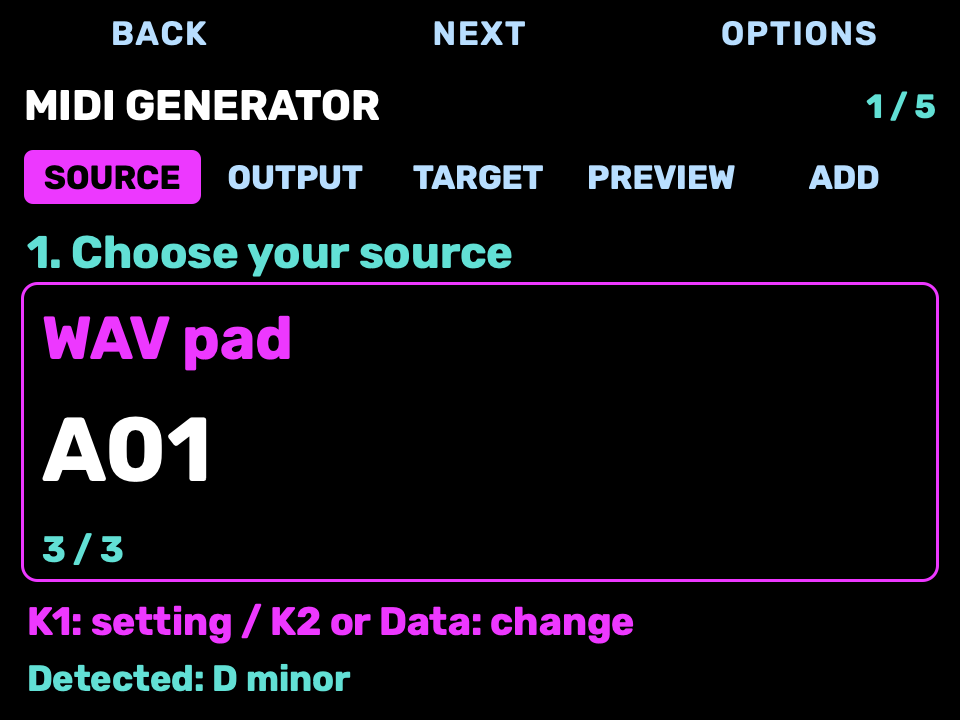 BACK NEXT OPTIONS
MIDI GENERATOR 1 / 5
SOURCE OUTPUT TARGET PREVIEW ADD
1. Choose your source
WAV pad
A01
3 / 3
K1: setting / K2 or Data: change
Detected: D minor